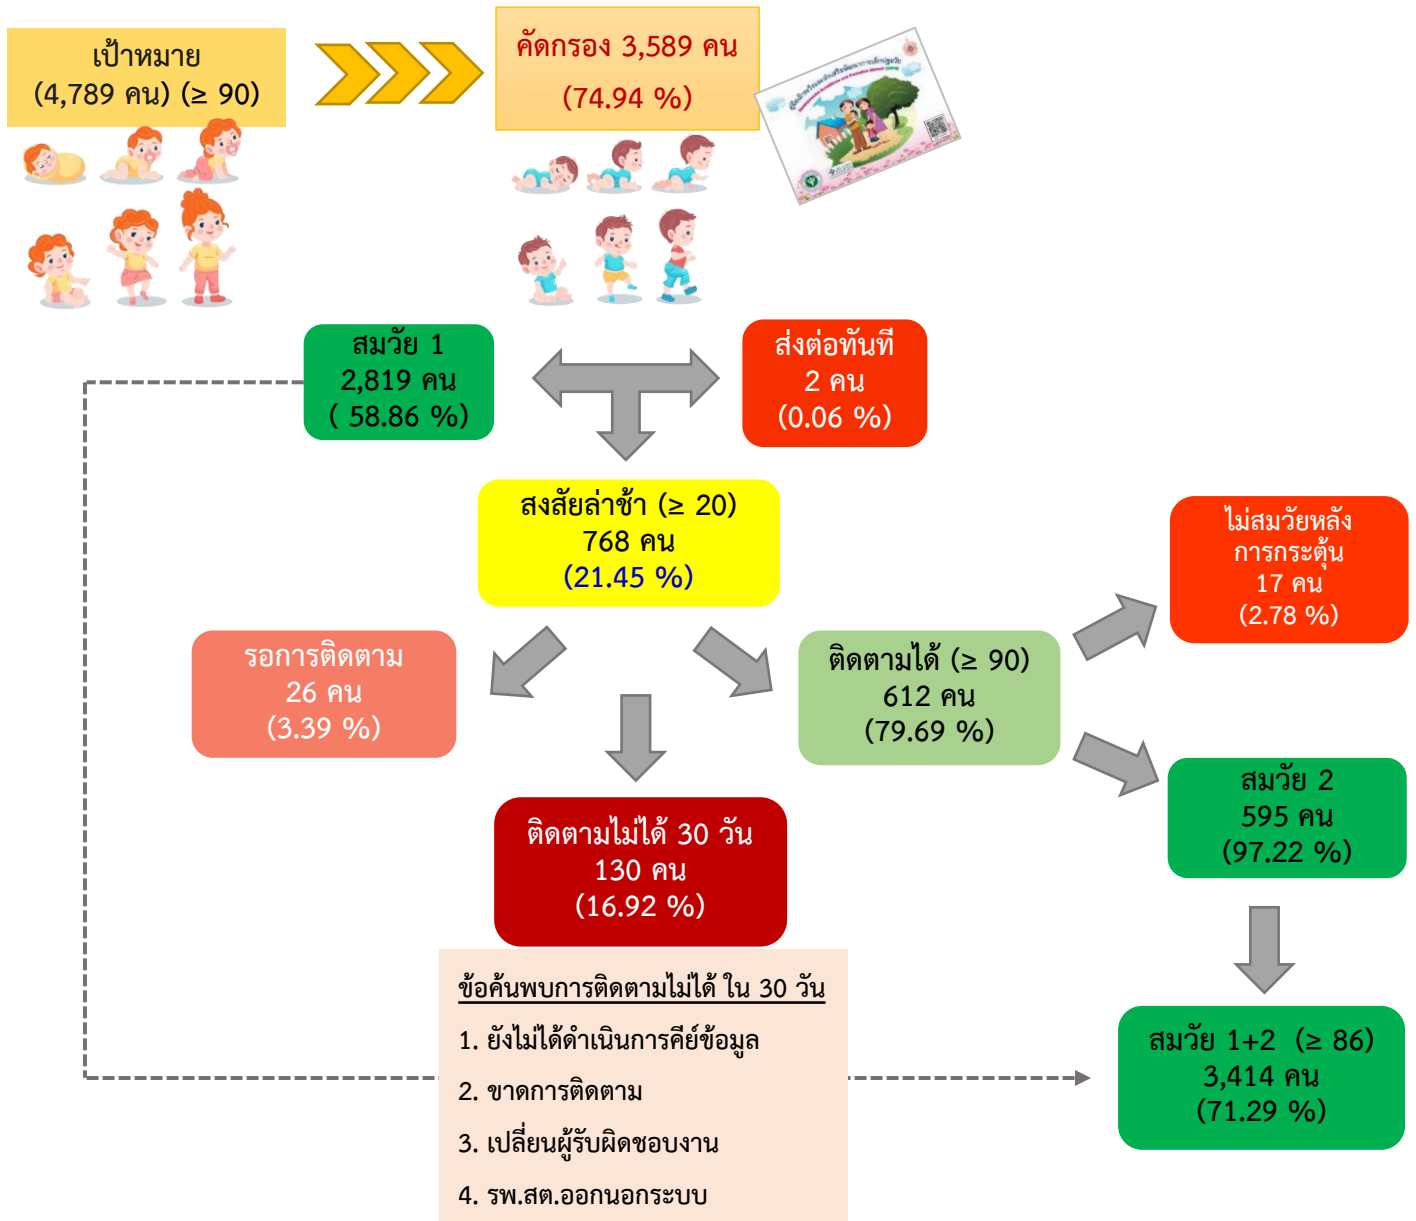 เป้าหมาย
(4,789 คน) (≥ 90)
คัดกรอง 3,589 คน
(74.94 %)
สมวัย 1
2,819 คน
( 58.86 %)
ส่งต่อทันที
2 คน
(0.06 %)
สงสัยล่าช้า (≥ 20)
768 คน
(21.45 %)
ไม่สมวัยหลัง
การกระตุ้น
17 คน
(2.78 %)
รอการติดตาม
26 คน
(3.39 %)
ติดตามได้ (≥ 90)
612 คน
(79.69 %)
สมวัย 2
595 คน
(97.22 %)
ติดตามไม่ได้ 30 วัน
130 คน
(16.92 %)
ข้อค้นพบการติดตามไม่ได้ ใน 30 วัน
1. ยังไม่ได้ดำเนินการคีย์ข้อมูล
2. ขาดการติดตาม
3. เปลี่ยนผู้รับผิดชอบงาน
4. รพ.สต.ออกนอกระบบ
สมวัย 1+2 (≥ 86)
3,414 คน
(71.29 %)